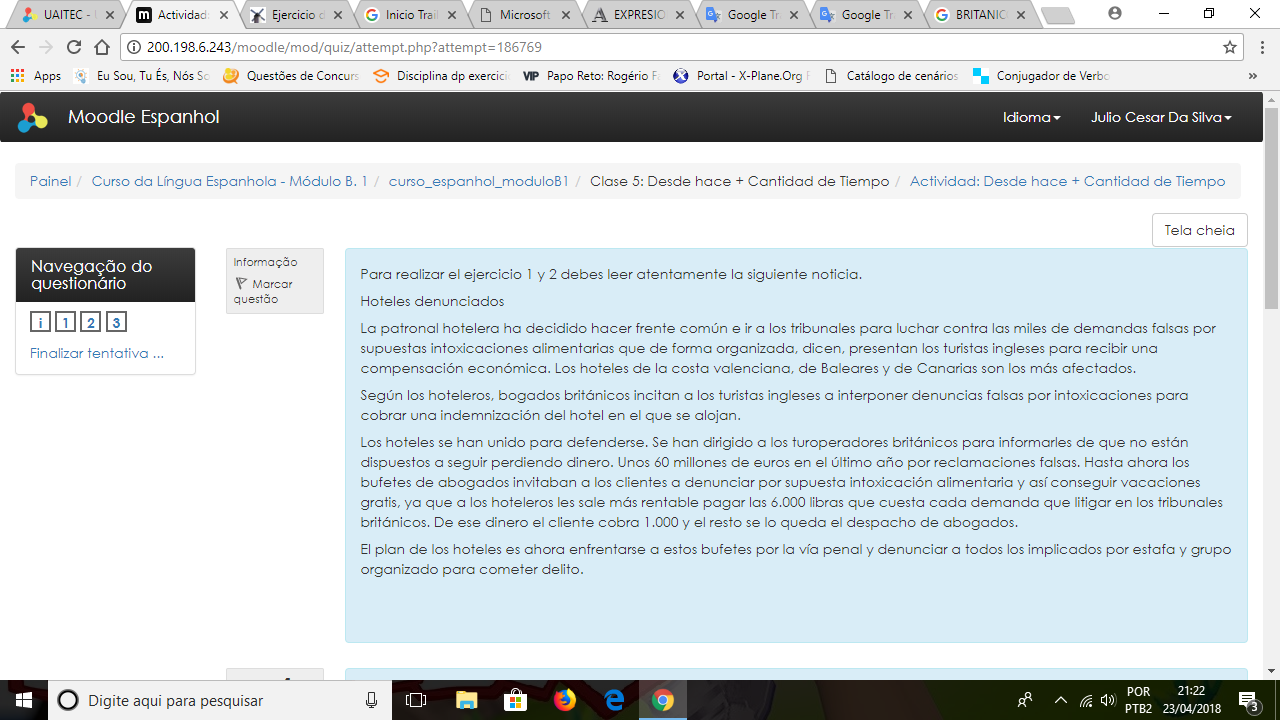 UAITEC - 
Actividad:
Ejercicio d
Inicio Trail
Microsoft
EXPRESIO
Google Tr
Google Tr
BRITANIC
200.198.6.243/moodle/mod/quiz/attempt.php?attempt=186769
Apps
Eu Sou, Tu És, Nós So
Questões de Concurs
Disciplina dp exercici
VIP Papo Reto: Rogério F
Portal - X-Plane.Org F
Catálogo de cenários
Conjugador de Verbo
»
Moodle Espanhol
Idioma
Julio Cesar Da Silva
Painel / Curso da Língua Espanhola - Módulo B. 1 / curso_espanhol_moduloB1 / Clase 5: Desde hace + Cantidad de Tiempo / Actividad: Desde hace + Cantidad de Tiempo
Tela cheia
Navegação do
questionário
i 1 2 3
Finalizar tentativa ...
Informação
Marcar
questão
Para realizar el ejercicio 1 y 2 debes leer atentamente la siguiente noticia.
Hoteles denunciados
La patronal hotelera ha decidido hacer frente común e ir a los tribunales para luchar contra las miles de demandas falsas por
supuestas intoxicaciones alimentarias que de forma organizada, dicen, presentan los turistas ingleses para recibir una
compensación económica. Los hoteles de la costa valenciana, de Baleares y de Canarias son los más afectados.
Según los hoteleros, bogados británicos incitan a los turistas ingleses a interponer denuncias falsas por intoxicaciones para
cobrar una indemnización del hotel en el que se alojan.
Los hoteles se han unido para defenderse. Se han dirigido a los turoperadores británicos para informarles de que no están
dispuestos a seguir perdiendo dinero. Unos 60 millones de euros en el último año por reclamaciones falsas. Hasta ahora los
bufetes de abogados invitaban a los clientes a denunciar por supuesta intoxicación alimentaria y así conseguir vacaciones
gratis, ya que a los hoteleros les sale más rentable pagar las 6.000 libras que cuesta cada demanda que litigar en los tribunales
británicos. De ese dinero el cliente cobra 1.000 y el resto se lo queda el despacho de abogados.
El plan de los hoteles es ahora enfrentarse a estos bufetes por la vía penal y denunciar a todos los implicados por estafa y grupo
organizado para cometer delito.
Digite aqui para pesquisar
POR
PTB2
21:22
23/04/2018
3